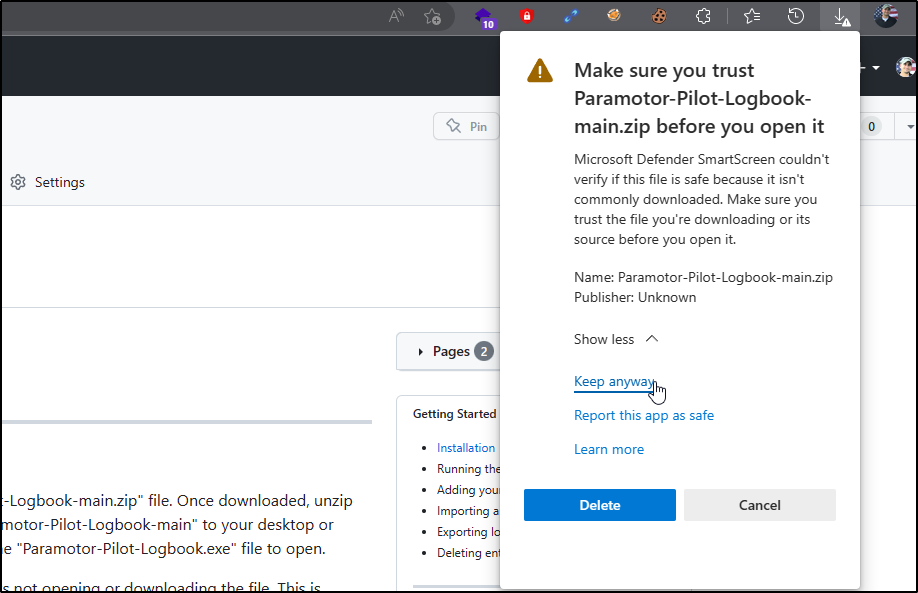 A
10
Make sure you trust
Paramotor-Pilot-Logbook-
main.zip before you open it
Microsoft Defender SmartScreen couldn't
verify if this file is safe because it isn't
commonly downloaded. Make sure you
trust the file you're downloading or its
source before you open it.
Name: Paramotor-Pilot-Logbook-main.zip
Publisher: Unknown
Show less
Keep anyway
Report this app as safe
Learn more
Delete
Cancel
Pin
0
Settings
Pages 2
Getting Started
Installation
Running the
Adding you
Importing a
Exporting lo
Deleting ent
-Logbook-main.zip" file. Once downloaded, unzip
motor-Pilot-Logbook-main" to your desktop or
e "Paramotor-Pilot-Logbook.exe" file to open.
s not opening or downloading the file. This is